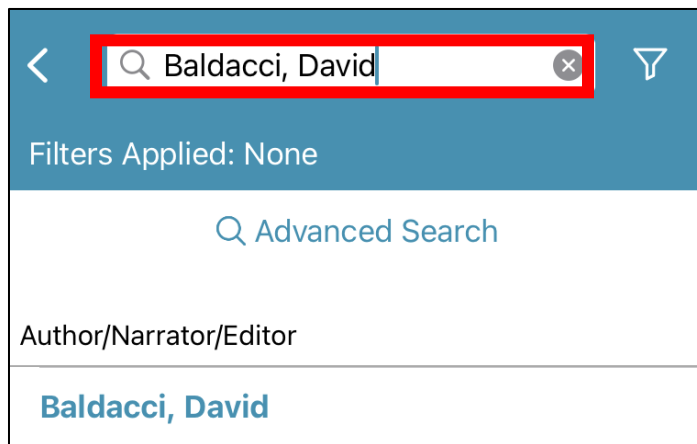 Baldacci, David
Filters Applied: None
Advanced Search
Author/Narrator/Editor
Baldacci, David